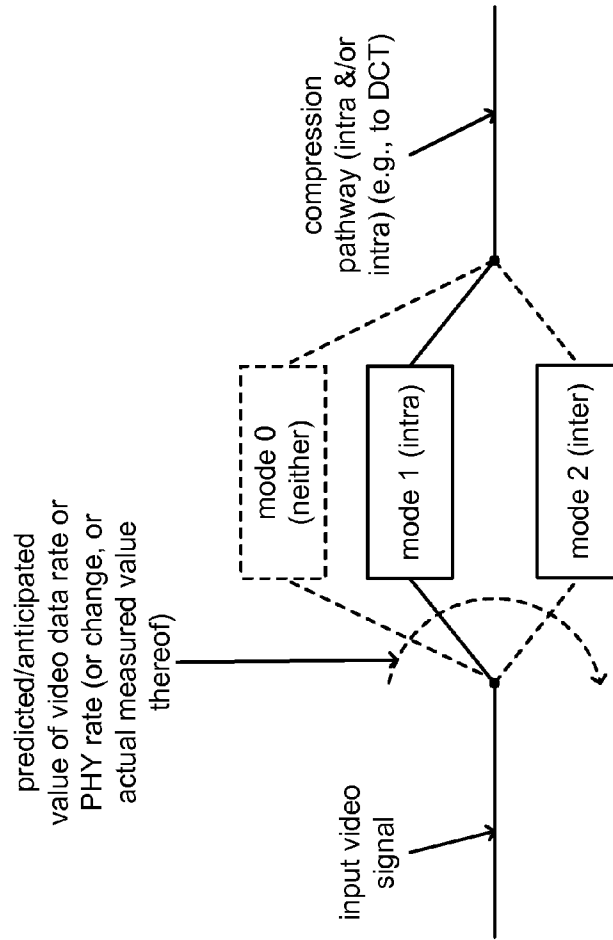 predicted/anticipated
value of video data rate or
PHY rate (or change, or
actual measured value
thereof)
input video
signal
mode 0
(neither)
mode 1 (intra)
mode 2 (inter)
compression
pathway (intra &/or
intra) (e.g., to DCT)